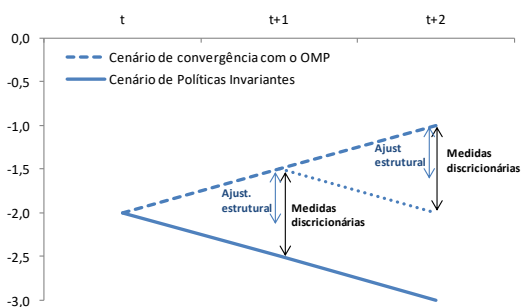 t t+1 t+2
0,0
Cenário de convergência com o OMP
-0,5
Cenário de Políticas Invariantes
-1,0
Ajust
estrutural
Medidas
discricionárias
-1,5
Ajust.
estrutural
Medidas
discricionárias
-2,0
-2,5
-3,0